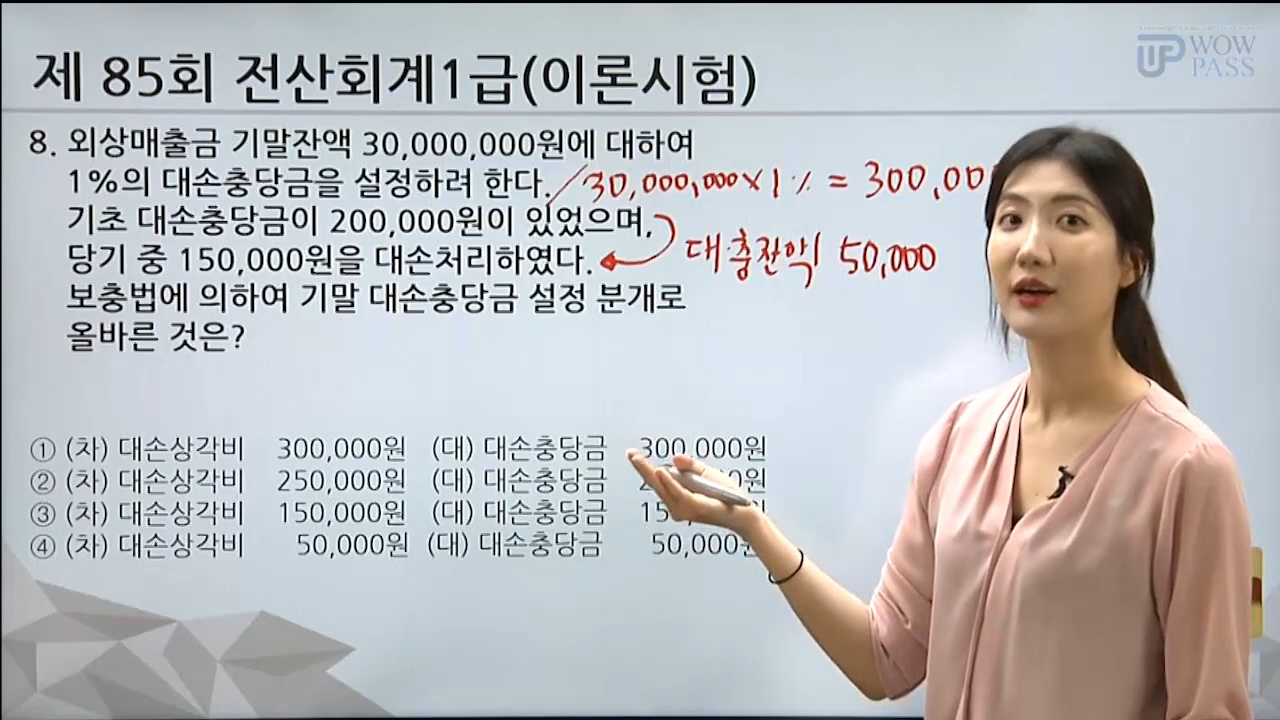 UP WOW
PASS
제 85회 전산회계1급(이론시험)
8. 외상매출금 기말잔액 30,000,000원에 대하여
1%의 대손충당금을 설정하려 한다. 30,000,000×1% = 300,00
기초 대손충당금이 200,000원이 있었으며,
당기 중 150,000원을 대손처리하였다. 대·충잔액 50,000
보충법에 의하여 기말 대손충당금 설정 분개로
올바른 것은?
① (차) 대손상각비 300,000원 (대) 대손충당금 300,000원
② (차) 대손상각비 250,000원 (대) 대손충당금
③ (차) 대손상각비 150,000원 (대) 대손충당금
④ (차) 대손상각비 50,000원 (대) 대손충당금 50,000원